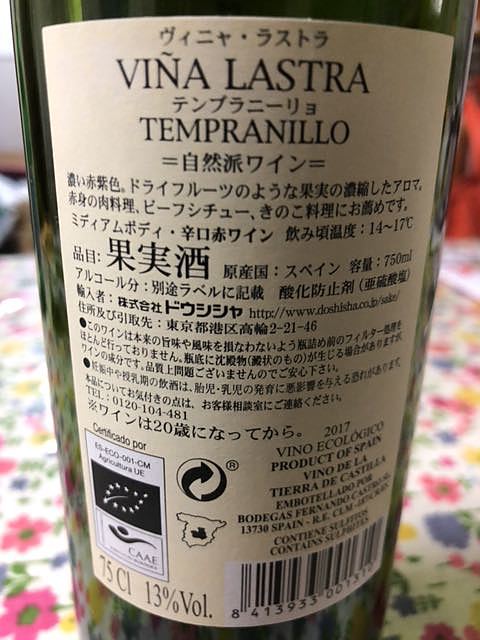 ヴィニャ・ラストラ
VIÑA LASTRA
テンプラニーリョ
TEMPRANILLO
＝自然派ワイン＝
濃い赤紫色。ドライフルーツのような果実の濃縮したアロマ。
赤身の肉料理、ビーフシチュー、きのこ料理にお薦めです。
ミディアムボディ・辛口赤ワイン 飲み頃温度：14～17℃
品目：果実酒 原産国：スペイン 容量：750ml
アルコール分：別途ラベルに記載 酸化防止剤（亜硫酸塩）
輸入者：株式会社ドウシシャ http://www.doshisha.co.jp/sake/
住所及び引取先：東京都港区高輪2-21-46
●このワインは本来の旨味や風味を損なわないよう瓶詰め前のフィルター処理を
ほとんど行っておりません。瓶底に沈殿物（澱状のもの）が生じる場合がありますが、
ワインの成分です。品質上問題ございませんのでご安心下さい。
●妊娠中や授乳期の飲酒は、胎児・乳児の発育に悪影響を与える恐れがあります。
本品についてお気付きの点は、お客様相談室にご連絡ください。
TEL：0120-104-481
※ワインは20歳になってから。
Certificado por
ES-ECO-001-CM
Agricultura UE
CAAE
75 Cl 13%Vol.
2017
VINO ECOLÓGICO
PRODUCT OF SPAIN
VINO DE LA
TIERRA DE CASTILLA
EMBOTELLADO POR
BODEGAS FERNANDO CASTRO
13730 SPAIN - R.E. CLM
CONTIENE SULFITOS
CONTAINS SULPHITES